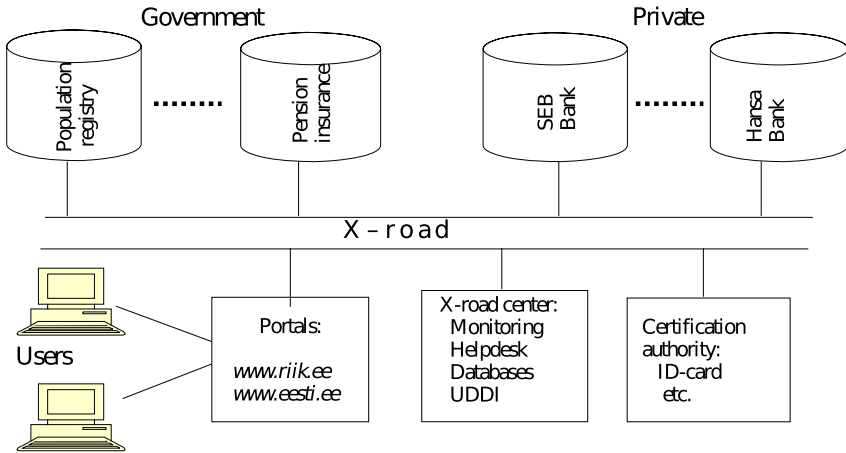 Government
Private
Population
registry
Pension
insurance
SEB
Bank
Hansa
Bank
X – road
Users
Portals:
www.riik.ee
www.eesti.ee
X-road center:
Monitoring
Helpdesk
Databases
UDDI
Certification
authority:
ID-card
etc.